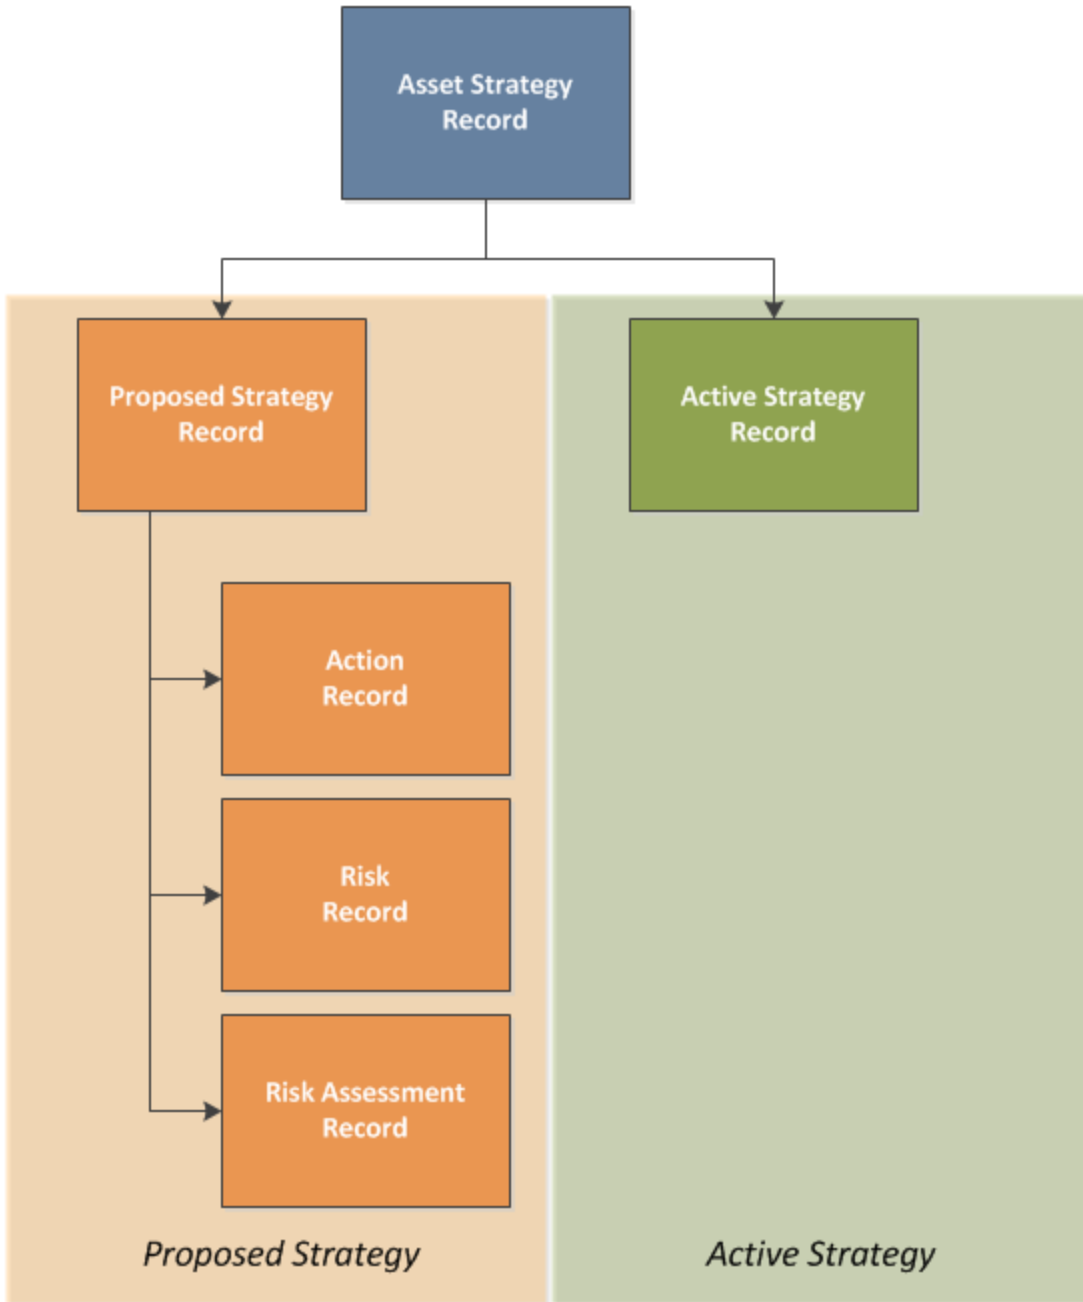 Asset Strategy
Record
Proposed Strategy
Record
Active Strategy
Record
Action
Record
Risk
Record
Risk Assessment
Record
Proposed Strategy
Active Strategy